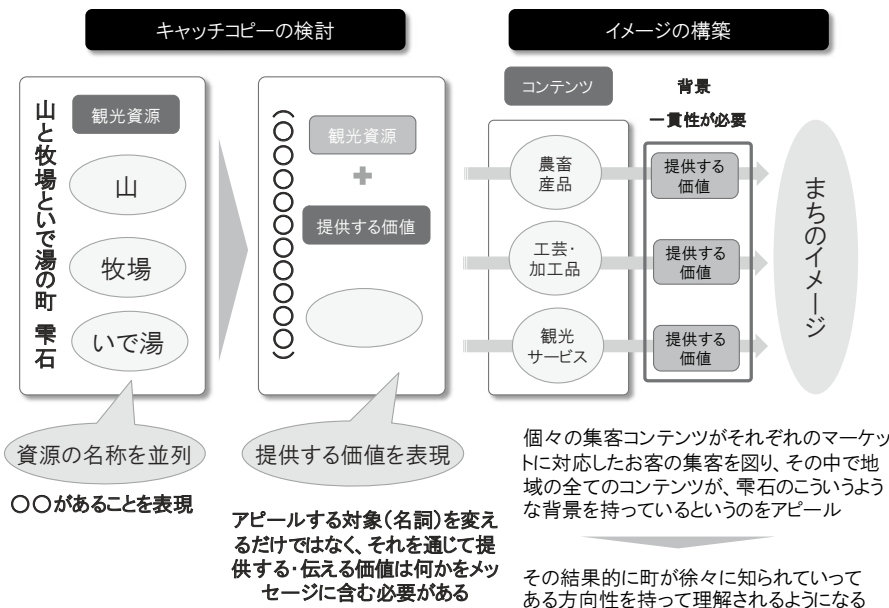 キャッチコピーの検討
イメージの構築
山と牧場といで湯の町 雫石
観光資源
山
牧場
いで湯
資源の名称を並列
〇〇があることを表現
(〇〇〇〇〇〇〇〇〇〇〇)
観光資源
+
提供する価値
提供する価値を表現
アピールする対象(名詞)を変え
るだけではなく、それを通じて提
供する・伝える価値は何かをメッ
セージに含む必要がある
コンテンツ
背景
一貫性が必要
農畜
産品
提供する
価値
工芸・
加工品
提供する
価値
観光
サービス
提供する
価値
まちのイメージ
個々の集客コンテンツがそれぞれのマーケッ
トに対応したお客の集客を図り、その中で地
域の全てのコンテンツが、雫石のこういうよう
な背景を持っているというのをアピール
その結果的に町が徐々に知られていって
ある方向性を持って理解されるようになる